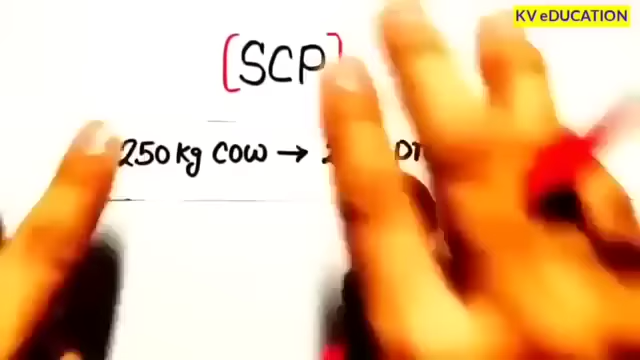 KV eDUCATION
[SCP]
250 kg COW →